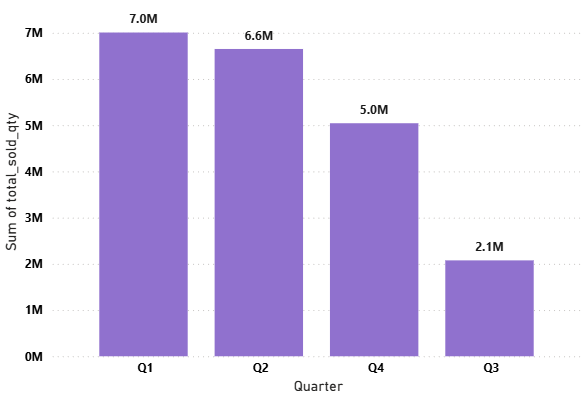 7.0M
6.6M
5.0M
2.1M
7M
6M
5M
4M
3M
2M
1M
0M
Sum of total_sold_qty
Q1 Q2 Q4 Q3
Quarter